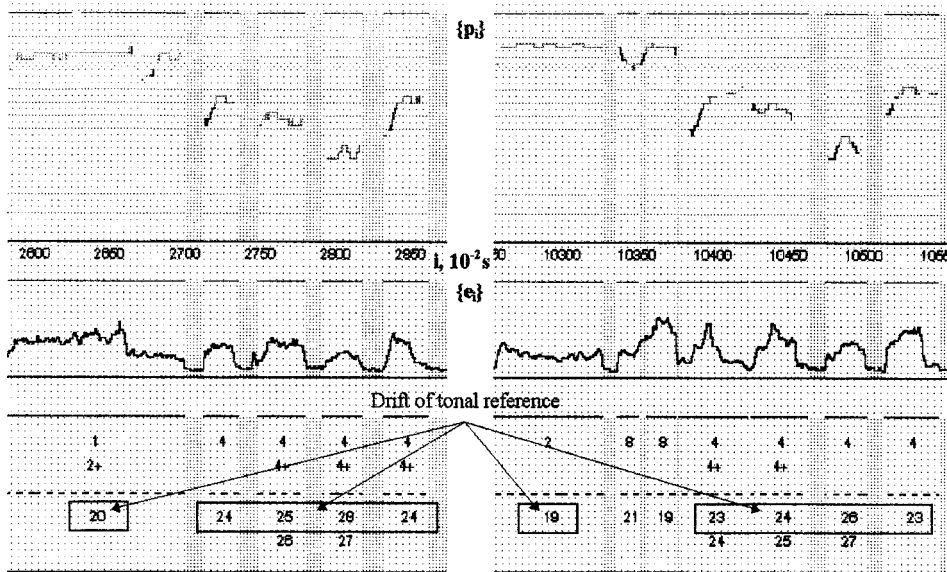 {pᵢ}
2600 2700 2750 2800 2850 2950 i, 10⁻²s 10300 10350 10400 10450 10500
{eᵢ}
Drift of tonal reference
1 4 4 4 4 2 8 8 4 4 4 4
2+ 4+ 4+ 4+ 4+ 4+
20 24 25 28 24 19 21 19 23 24 26 23
26 27 24 25 27